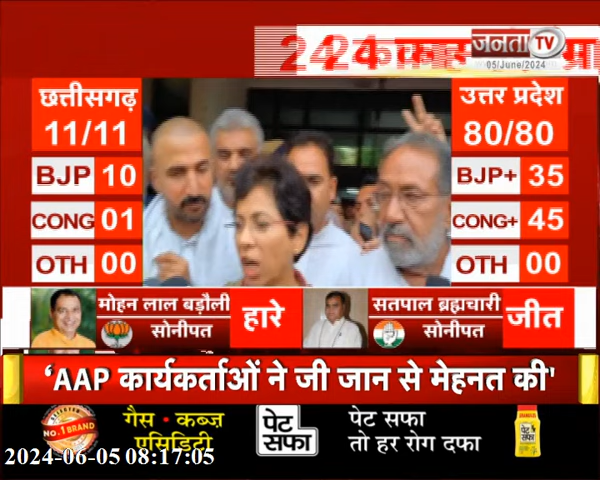 जनता TV
05/June/2024
छत्तीसगढ़
11/11
BJP 10
CONG 01
OTH 00
उत्तर प्रदेश
80/80
BJP+ 35
CONG+ 45
OTH 00
मोहन लाल बड़ौली
सोनीपत
हारे
सतपाल ब्रह्मचारी
सोनीपत
जीत
‘AAP कार्यकर्ताओं ने जी जान से मेहनत की'
NO.1 BRAND
गैस • कब्ज़
एसिडिटी
पेट
सफा
पेट सफा
तो हर रोग दफा
2024-06-05 08:17:05